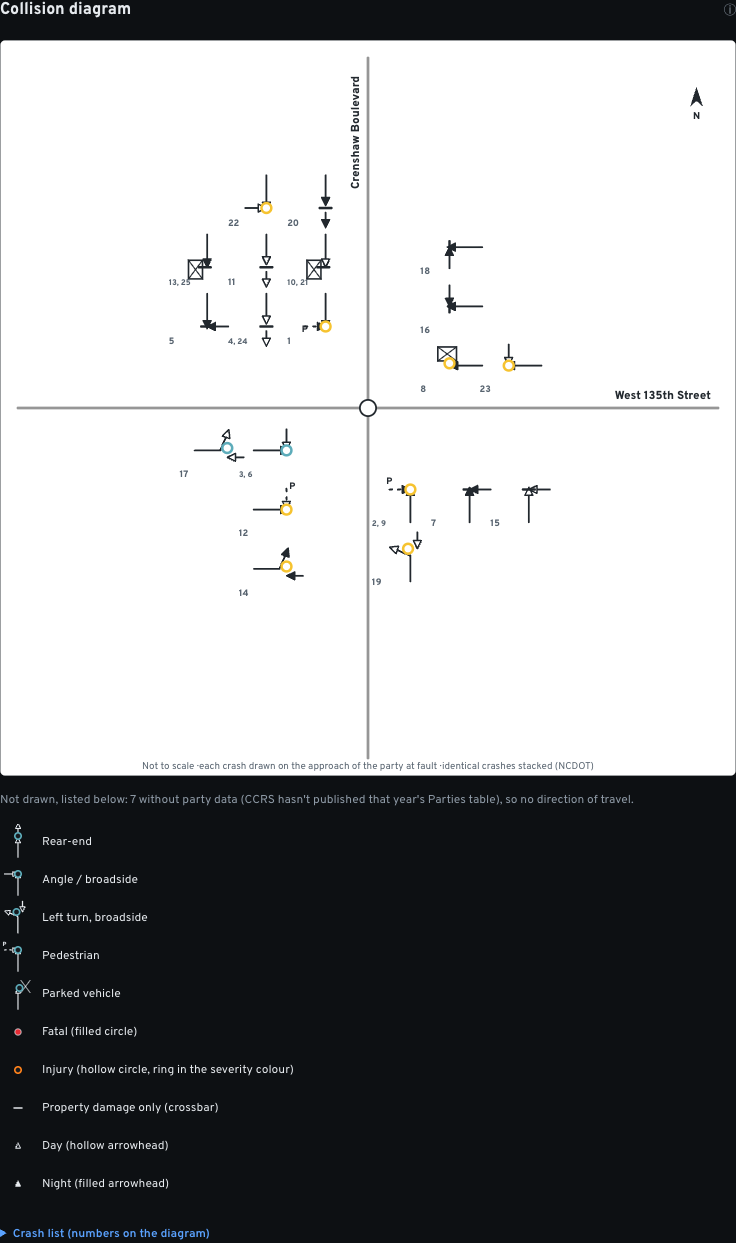 Collision diagram
ⓘ
Crenshaw Boulevard
N
22
20
13, 25
11
10, 21
18
P
5
4, 24
1
16
8
23
West 135th Street
17
3, 6
P
P
12
2, 9
7
15
14
19
Not to scale ·each crash drawn on the approach of the party at fault ·identical crashes stacked (NCDOT)
Not drawn, listed below: 7 without party data (CCRS hasn't published that year's Parties table), so no direction of travel.
Rear-end
Angle / broadside
Left turn, broadside
P
Pedestrian
Parked vehicle
Fatal (filled circle)
Injury (hollow circle, ring in the severity colour)
Property damage only (crossbar)
Day (hollow arrowhead)
Night (filled arrowhead)
Crash list (numbers on the diagram)